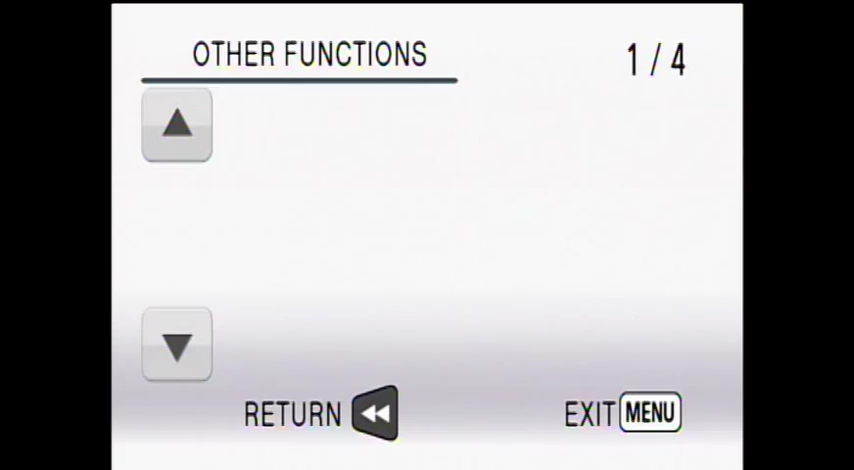 OTHER FUNCTIONS
1 / 4
RETURN
EXIT MENU